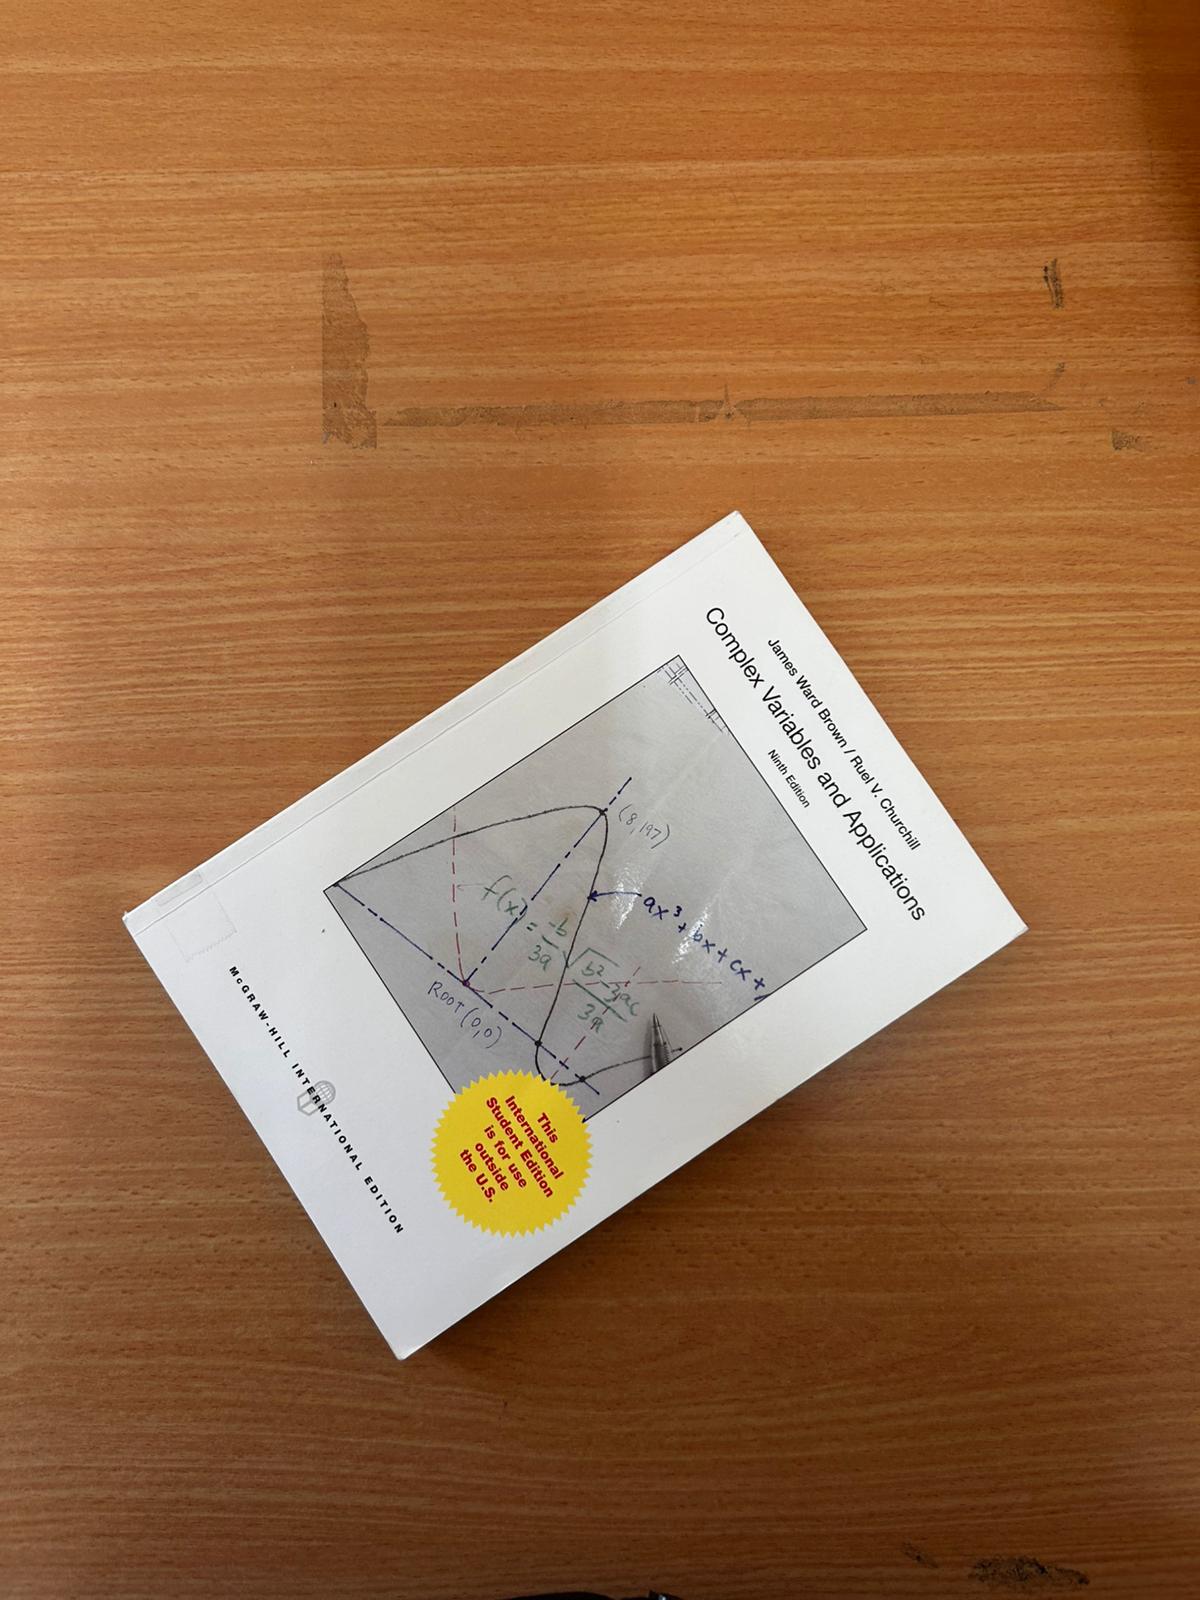 James Ward Brown / Ruel V. Churchill
Complex Variables and Applications
Ninth Edition
(8,197)
ax³+bx+cx+
f(x)=-b/3a √b²-3ac/3a
ROOT (0,0)
This
International
Student Edition
is for use
outside
the U.S.
McGRAW-HILL INTERNATIONAL EDITION